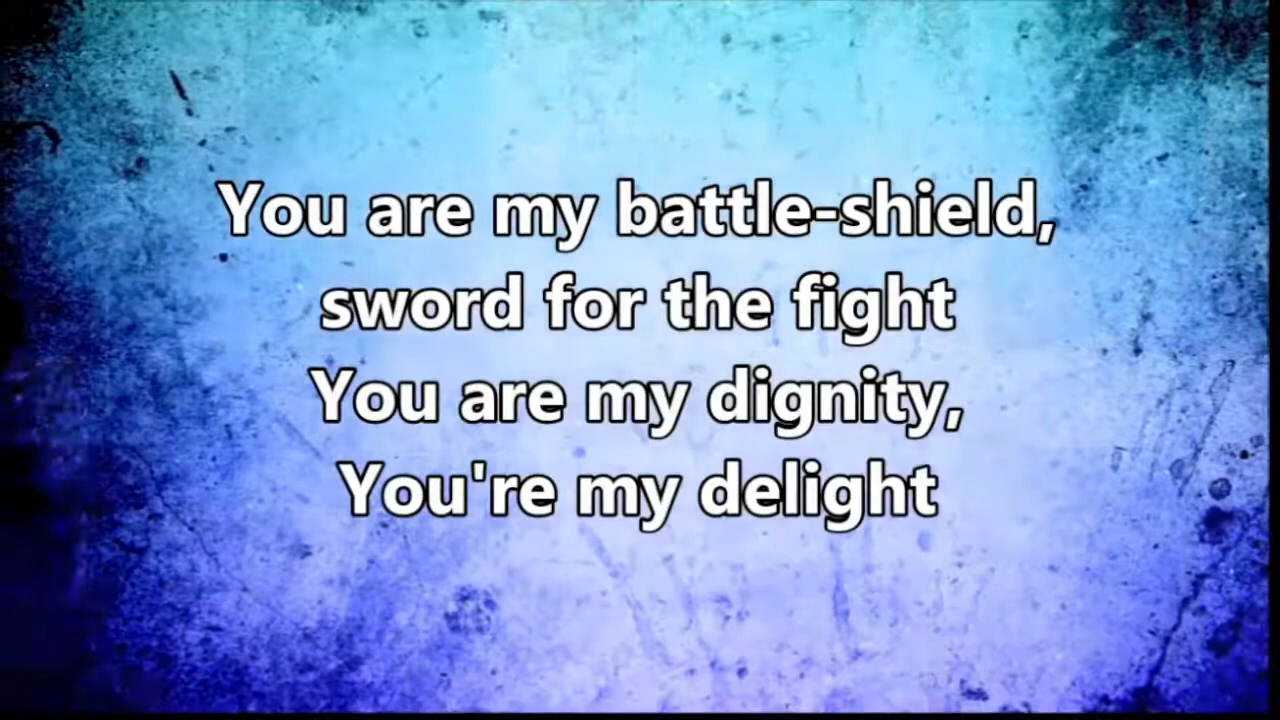 You are my battle-shield,
sword for the fight
You are my dignity,
You're my delight